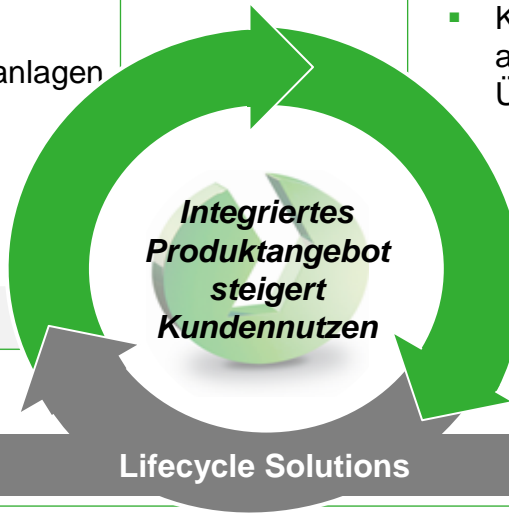 anlagen
Integriertes
Produktangebot
steigert
Kundennutzen
Lifecycle Solutions